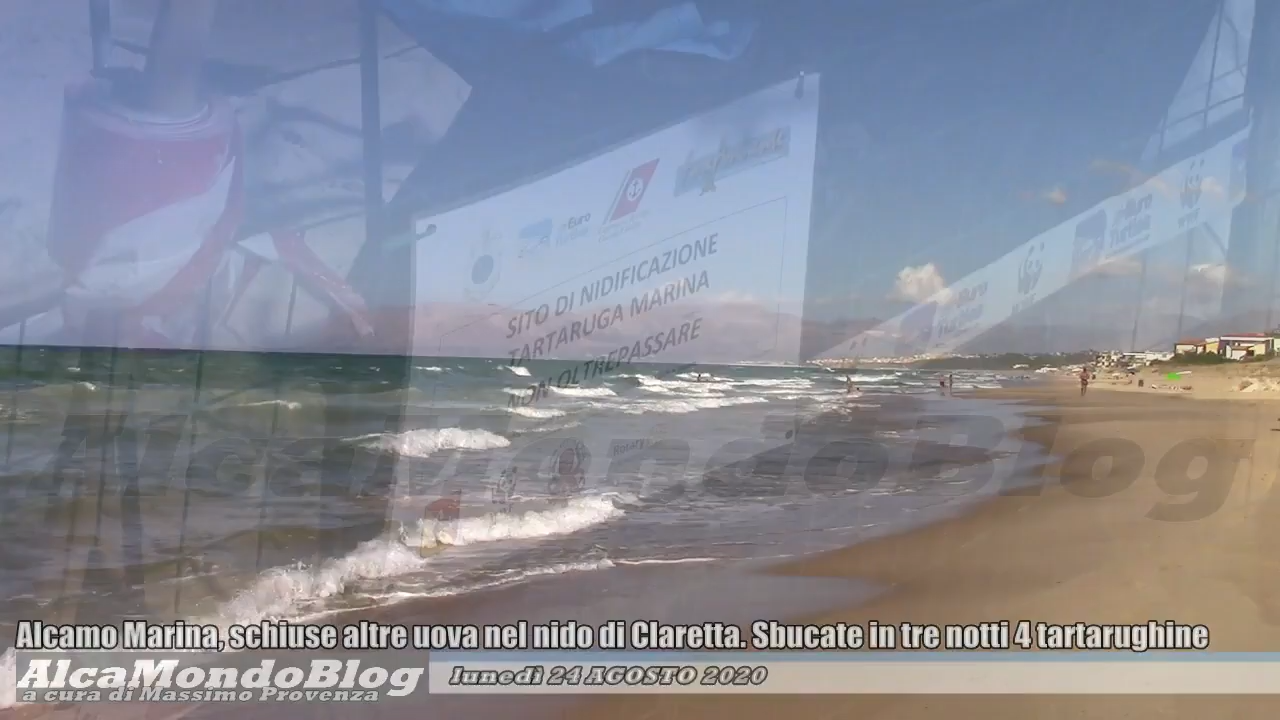 SITO DI NIDIFICAZIONE
TARTARUGA MARINA
NON OLTREPASSARE
AlcaMondoBlog
Alcamo Marina, schiuse altre uova nel nido di Claretta. Sbucate in tre notti 4 tartarughine
AlcaMondoBlog
lunedì 24 AGOSTO 2020
a cura di Massimo Provenza